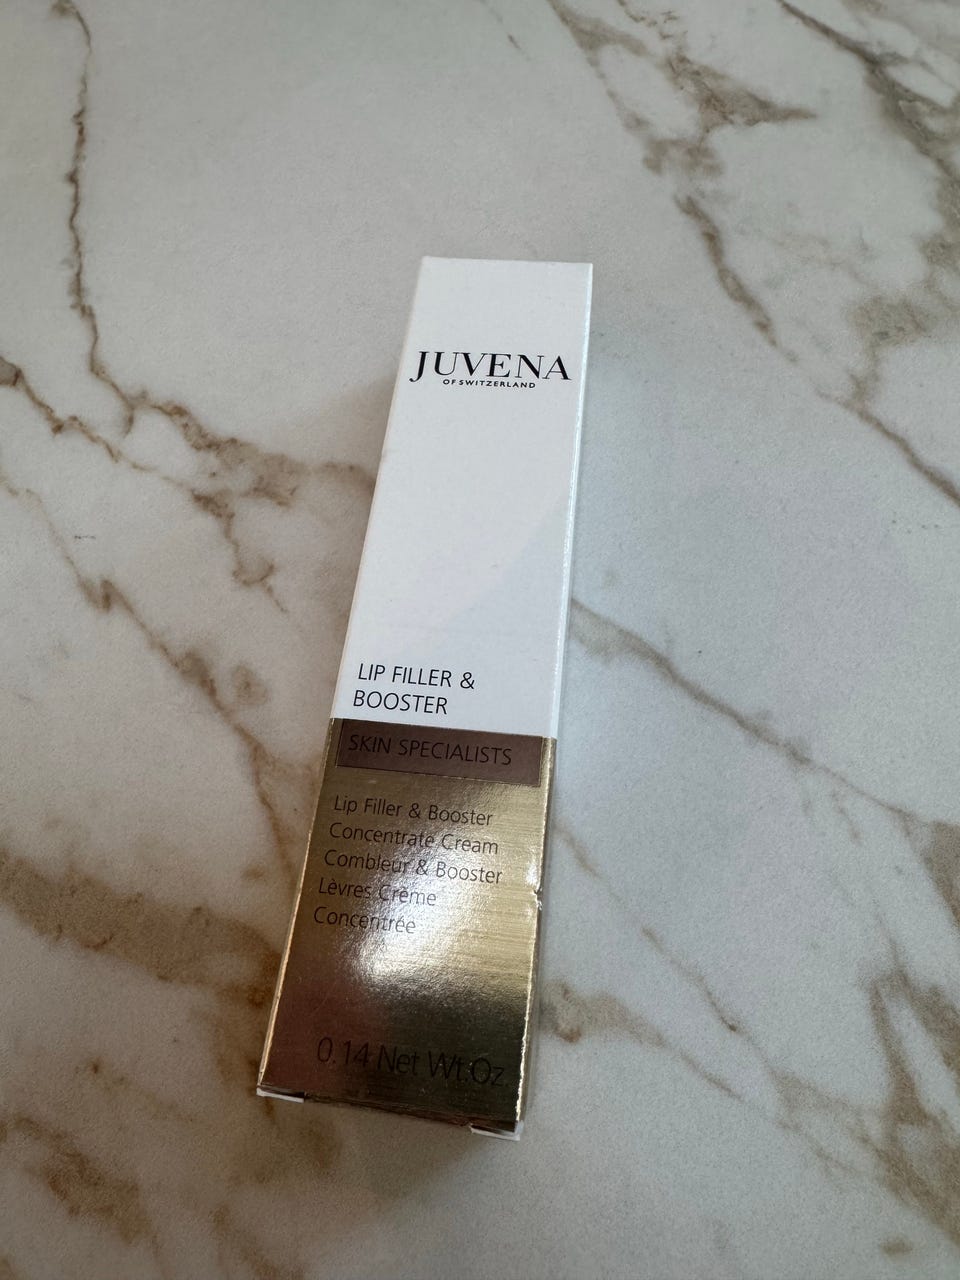 JUVENA
OF SWITZERLAND
LIP FILLER &
BOOSTER
SKIN SPECIALISTS
Lip Filler & Booster
Concentrate Cream
Combleur & Booster
Lèvres Crème
Concentrée
0.14 Net Wt.Oz.